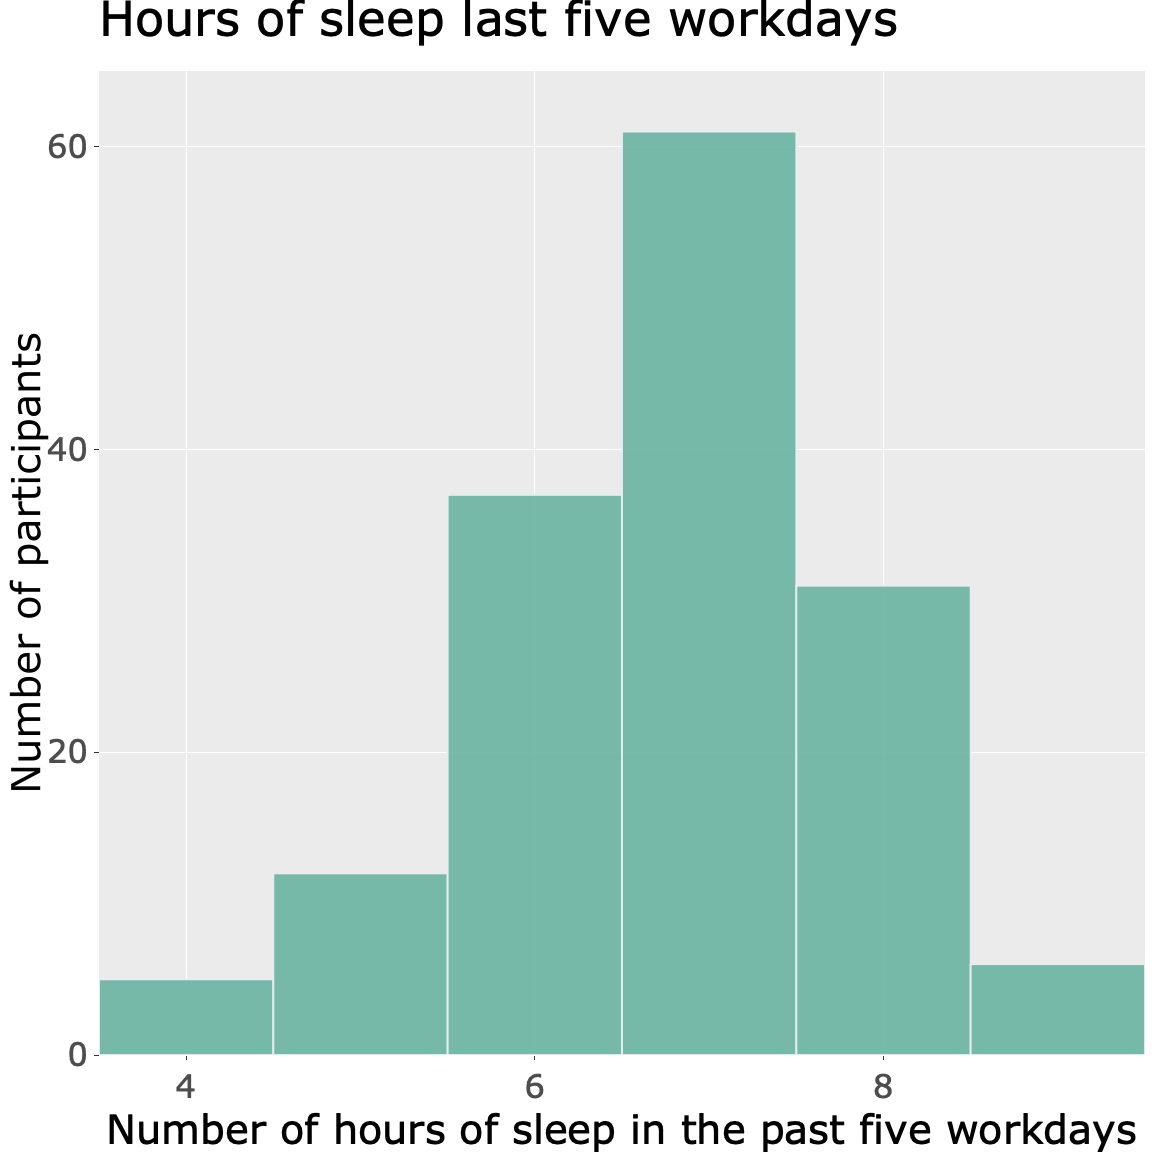 Hours of sleep last five workdays
60
40
20
0
Number of participants
4 6 8
Number of hours of sleep in the past five workdays